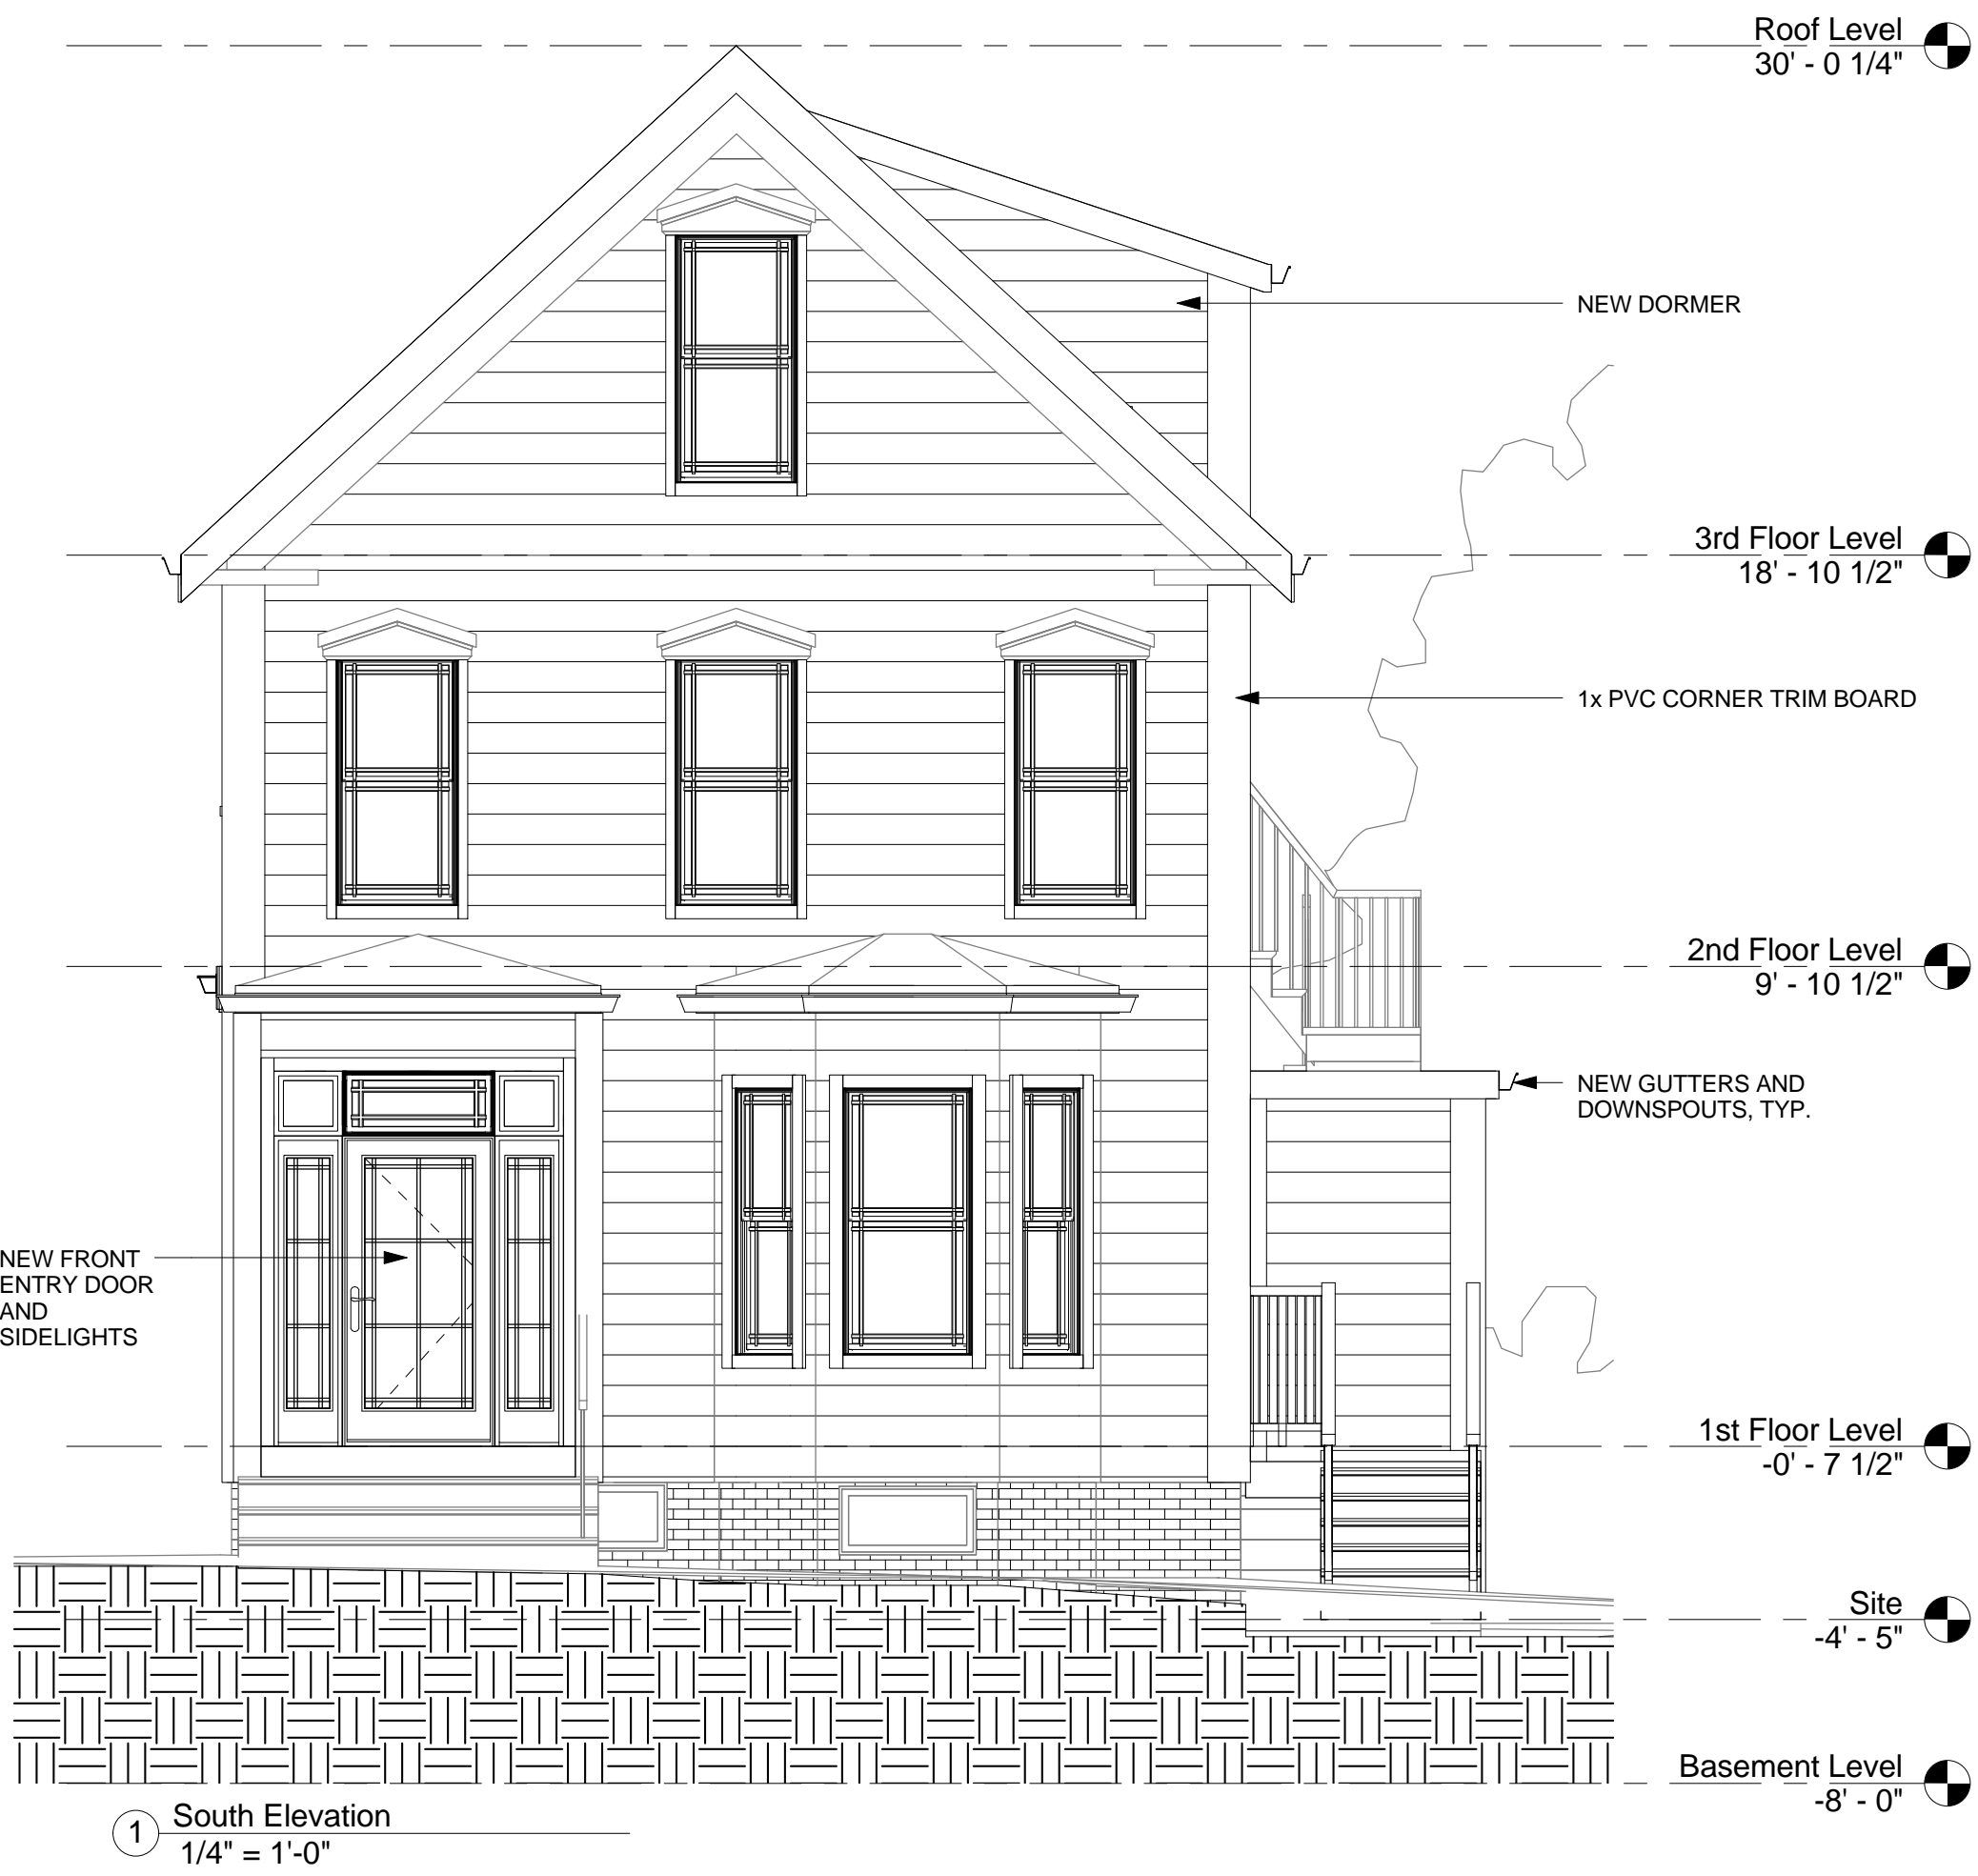 Roof Level
30' - 0 1/4"
NEW DORMER
3rd Floor Level
18' - 10 1/2"
1x PVC CORNER TRIM BOARD
2nd Floor Level
9' - 10 1/2"
NEW GUTTERS AND
DOWNSPOUTS, TYP.
NEW FRONT
ENTRY DOOR
AND
SIDELIGHTS
1st Floor Level
-0' - 7 1/2"
Site
-4' - 5"
Basement Level
-8' - 0"
1
South Elevation
1/4" = 1'-0"